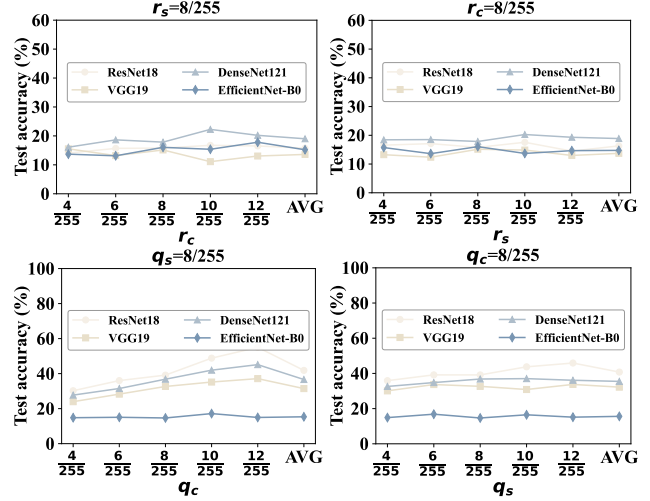 r_s=8/255
Test accuracy (%)
60
50
40
30
20
10
0
ResNet18
DenseNet121
VGG19
EfficientNet-B0
4/255 6/255 8/255 10/255 12/255 AVG
r_c
r_c=8/255
Test accuracy (%)
60
50
40
30
20
10
0
ResNet18
DenseNet121
VGG19
EfficientNet-B0
4/255 6/255 8/255 10/255 12/255 AVG
r_s
q_s=8/255
Test accuracy (%)
100
80
60
40
20
0
ResNet18
DenseNet121
VGG19
EfficientNet-B0
4/255 6/255 8/255 10/255 12/255 AVG
q_c
q_c=8/255
Test accuracy (%)
100
80
60
40
20
0
ResNet18
DenseNet121
VGG19
EfficientNet-B0
4/255 6/255 8/255 10/255 12/255 AVG
q_s